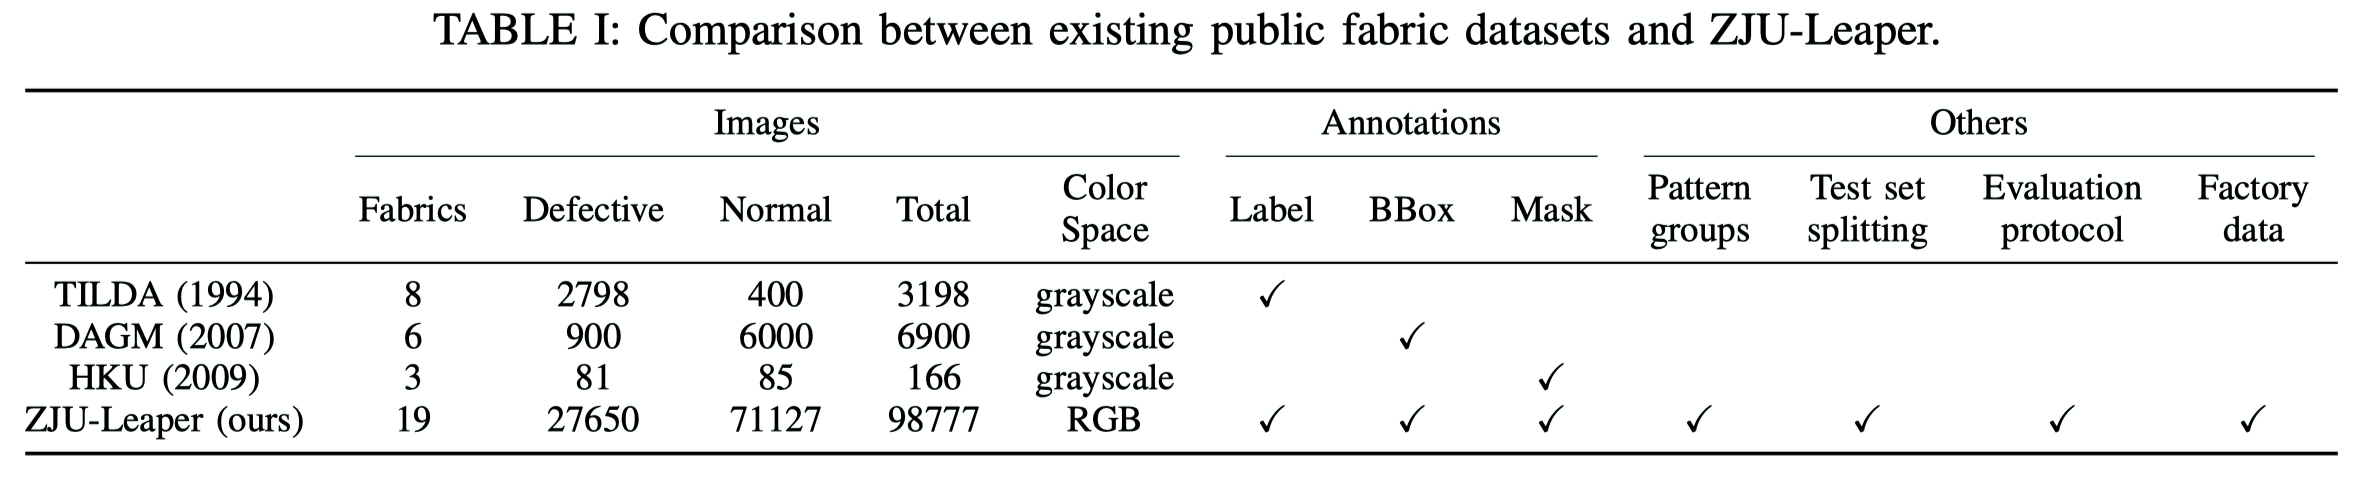 TABLE I: Comparison between existing public fabric datasets and ZJU-Leaper.
Images Annotations Others
Fabrics Defective Normal Total Color Space Label BBox Mask Pattern groups Test set splitting Evaluation protocol Factory data
TILDA (1994) 8 2798 400 3198 grayscale ✓
DAGM (2007) 6 900 6000 6900 grayscale ✓
HKU (2009) 3 81 85 166 grayscale ✓
ZJU-Leaper (ours) 19 27650 71127 98777 RGB ✓ ✓ ✓ ✓ ✓ ✓ ✓